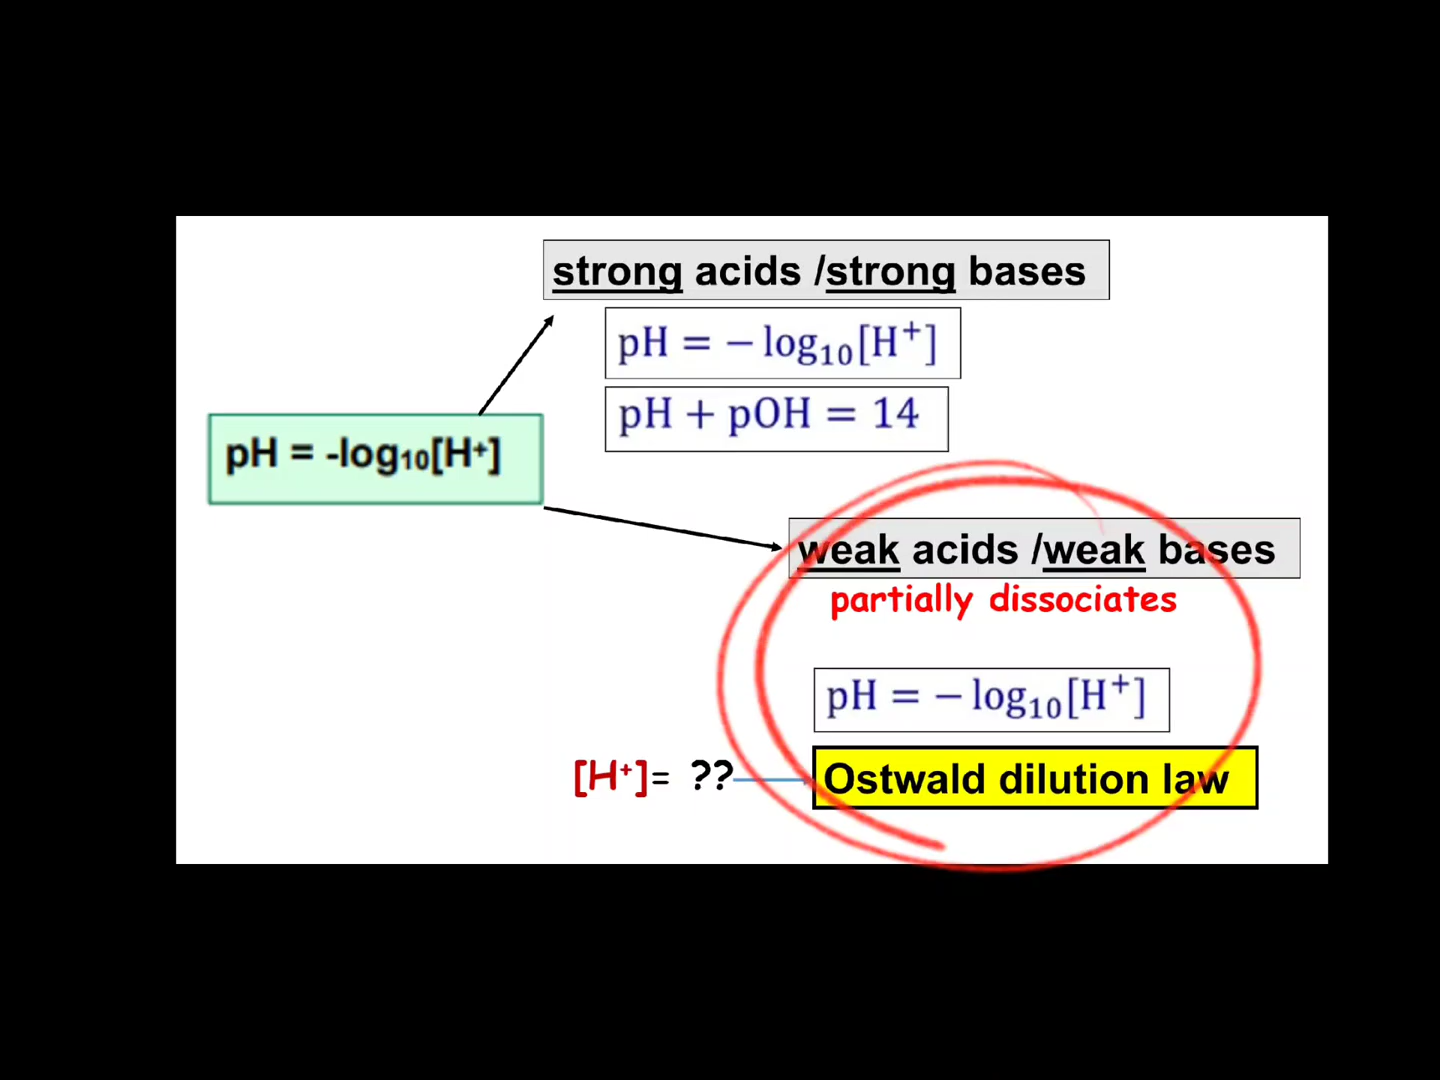 strong acids /strong bases
pH = − log₁₀[H⁺]
pH + pOH = 14
pH = -log₁₀[H⁺]
weak acids /weak bases
partially dissociates
pH = − log₁₀[H⁺]
[H⁺]= ??
Ostwald dilution law